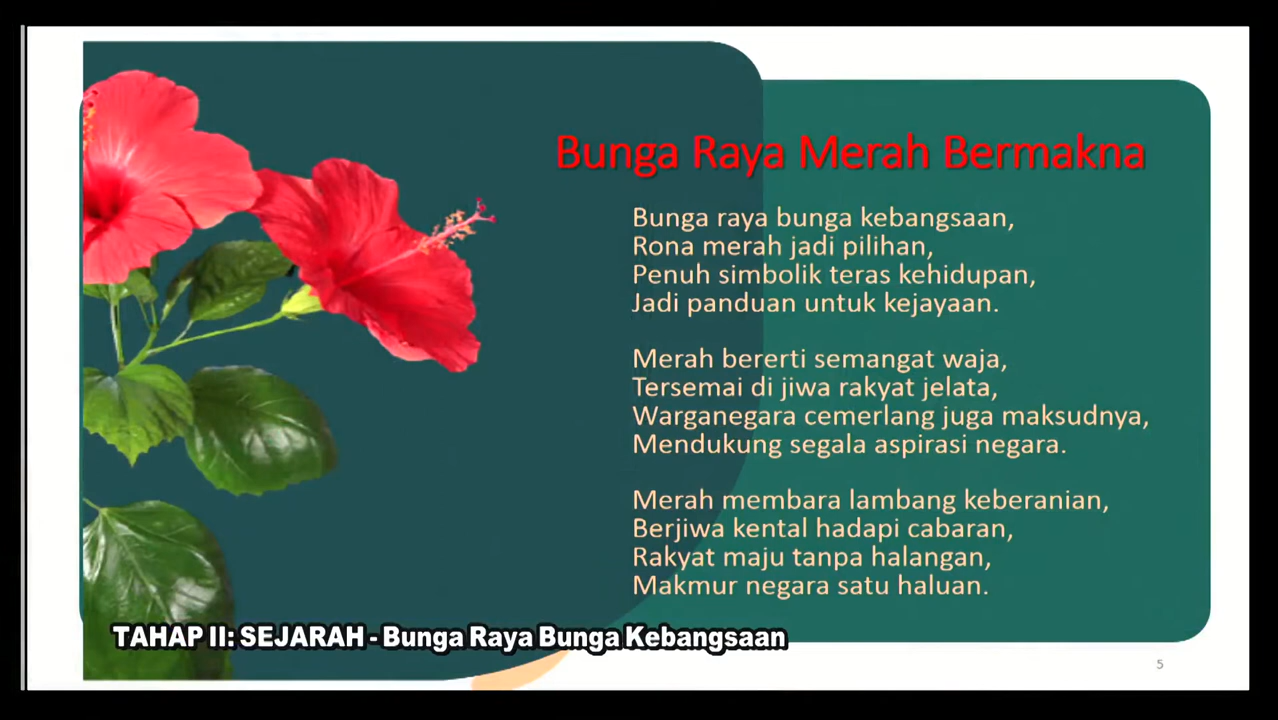 Bunga Raya Merah Bermakna
Bunga raya bunga kebangsaan,
Rona merah jadi pilihan,
Penuh simbolik teras kehidupan,
Jadi panduan untuk kejayaan.
Merah bererti semangat waja,
Tersemai di jiwa rakyat jelata,
Warganegara cemerlang juga maksudnya,
Mendukung segala aspirasi negara.
Merah membara lambang keberanian,
Berjiwa kental hadapi cabaran,
Rakyat maju tanpa halangan,
Makmur negara satu haluan.
TAHAP II: SEJARAH - Bunga Raya Bunga Kebangsaan
5